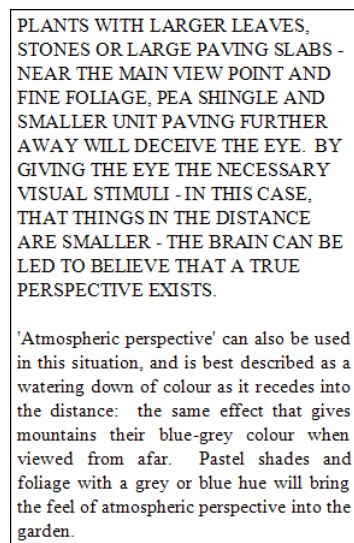 PLANTS WITH LARGER LEAVES,
STONES OR LARGE PAVING SLABS -
NEAR THE MAIN VIEW POINT AND
FINE FOLIAGE, PEA SHINGLE AND
SMALLER UNIT PAVING FURTHER
AWAY WILL DECEIVE THE EYE.  BY
GIVING THE EYE THE NECESSARY
VISUAL STIMULI - IN THIS CASE,
THAT THINGS IN THE DISTANCE
ARE SMALLER - THE BRAIN CAN BE
LED TO BELIEVE THAT A TRUE
PERSPECTIVE EXISTS.

'Atmospheric perspective' can also be used
in this situation, and is best described as a
watering down of colour as it recedes into
the distance:  the same effect that gives
mountains their blue-grey colour when
viewed from afar.  Pastel shades and
foliage with a grey or blue hue will bring
the feel of atmospheric perspective into the
garden.